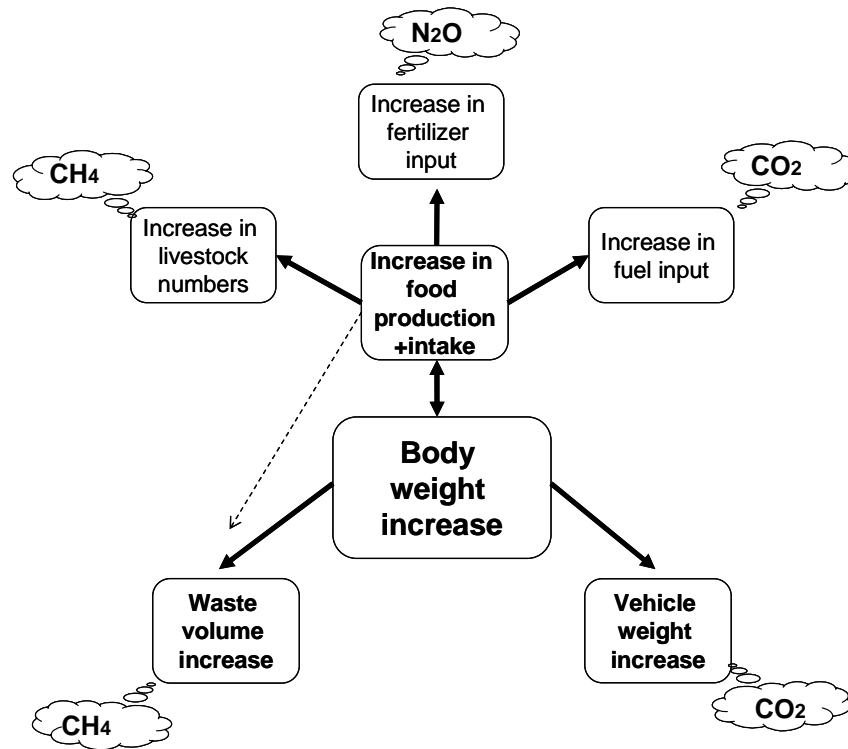 N2O
Increase in
fertilizer
input
CH4
CO2
Increase in
livestock
numbers
Increase in
food
production
+intake
Increase in
fuel input
Body
weight
increase
Waste
volume
increase
Vehicle
weight
increase
CH4
CO2